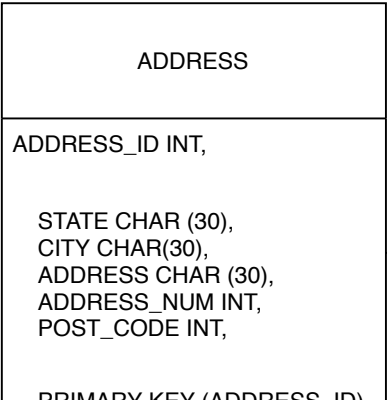 ADDRESS
ADDRESS_ID INT,
STATE CHAR (30),
CITY CHAR(30),
ADDRESS CHAR (30),
ADDRESS_NUM INT,
POST_CODE INT,
PRIMARY KEY (ADDRESS_ID)